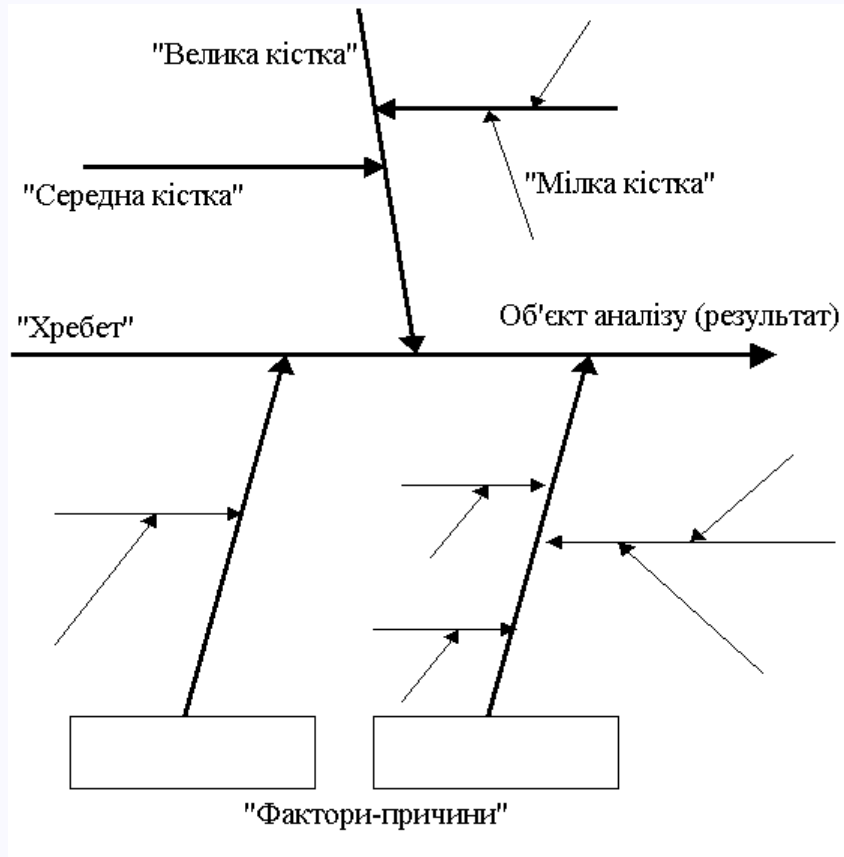 "Велика кістка"
"Середна кістка"
"Мілка кістка"
"Хребет"
Об'єкт аналізу (результат)
"Фактори-причини"